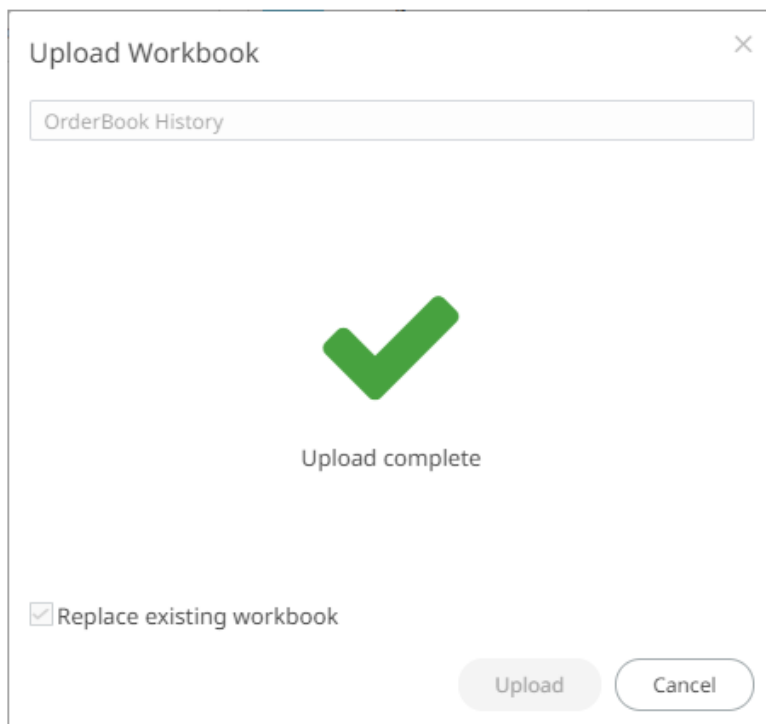 Upload Workbook
OrderBook History
Upload complete
Replace existing workbook
Upload
Cancel